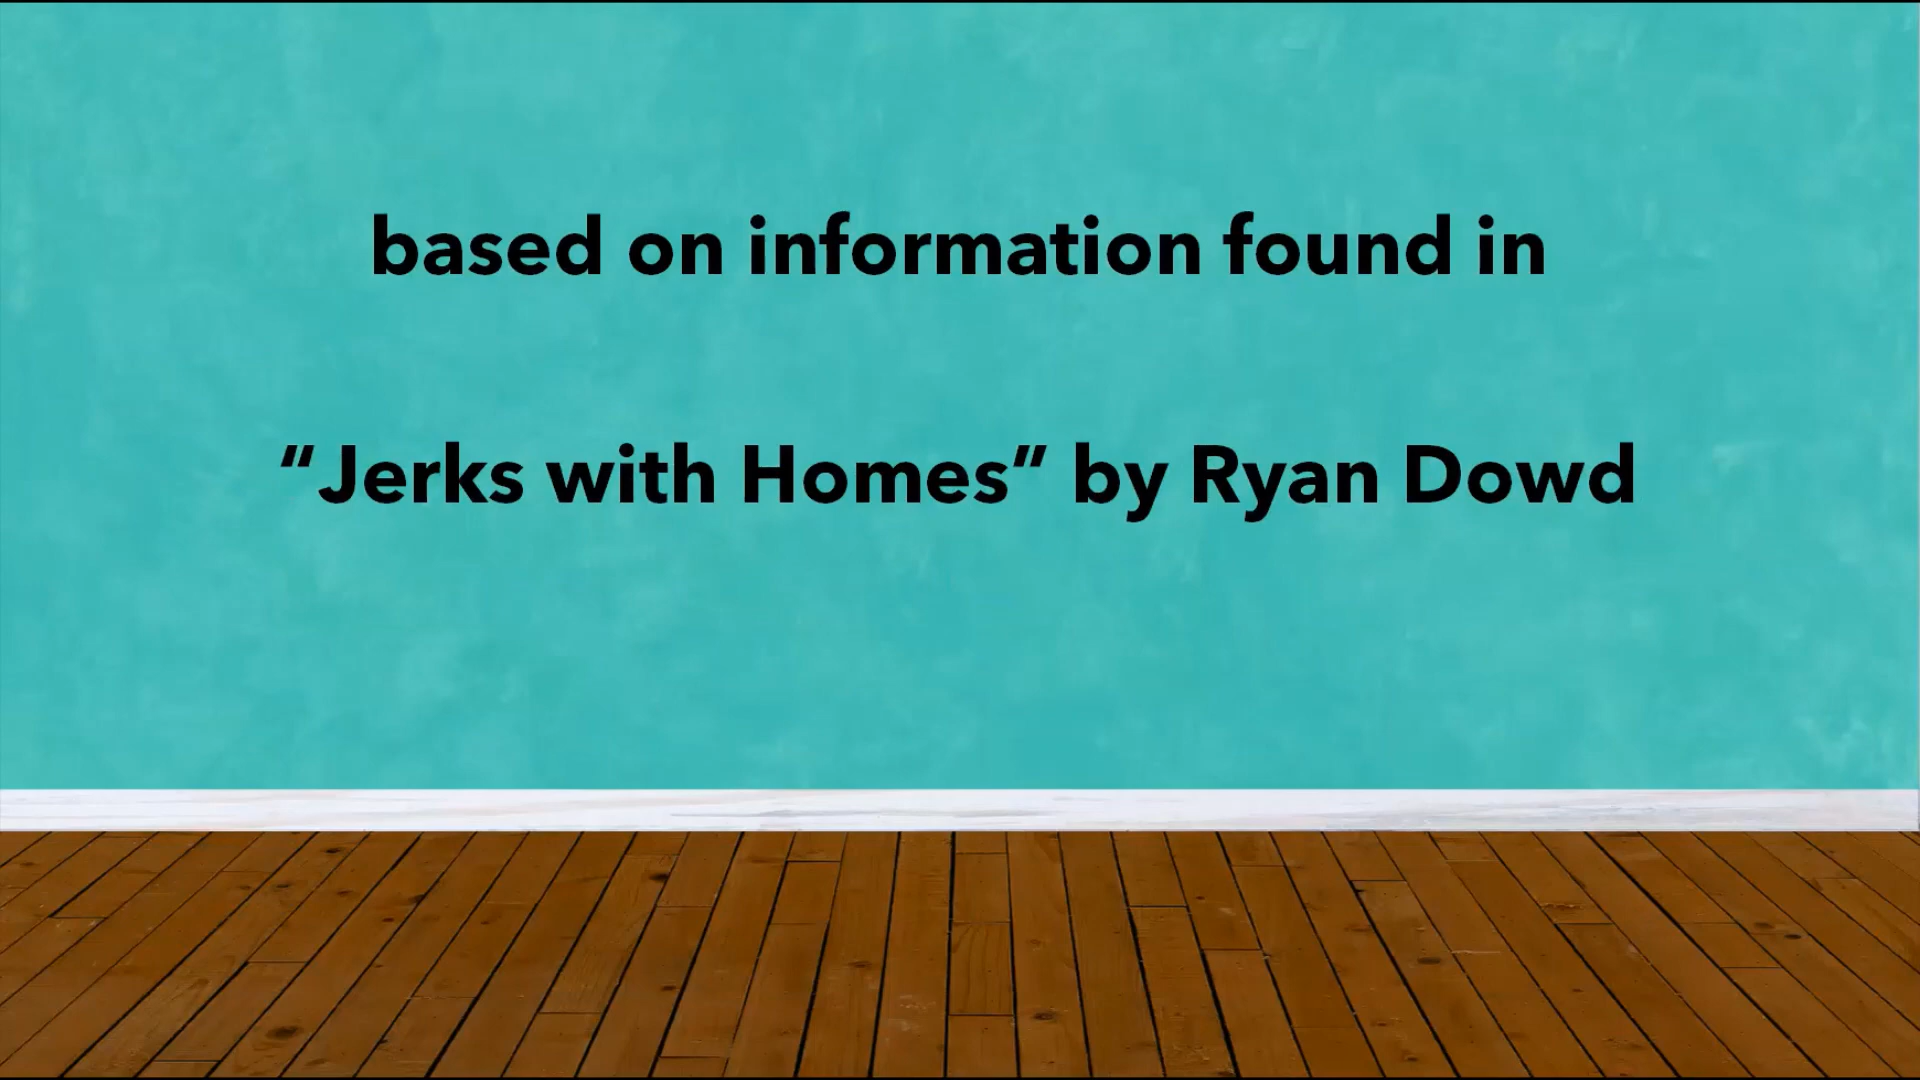 based on information found in
“Jerks with Homes” by Ryan Dowd